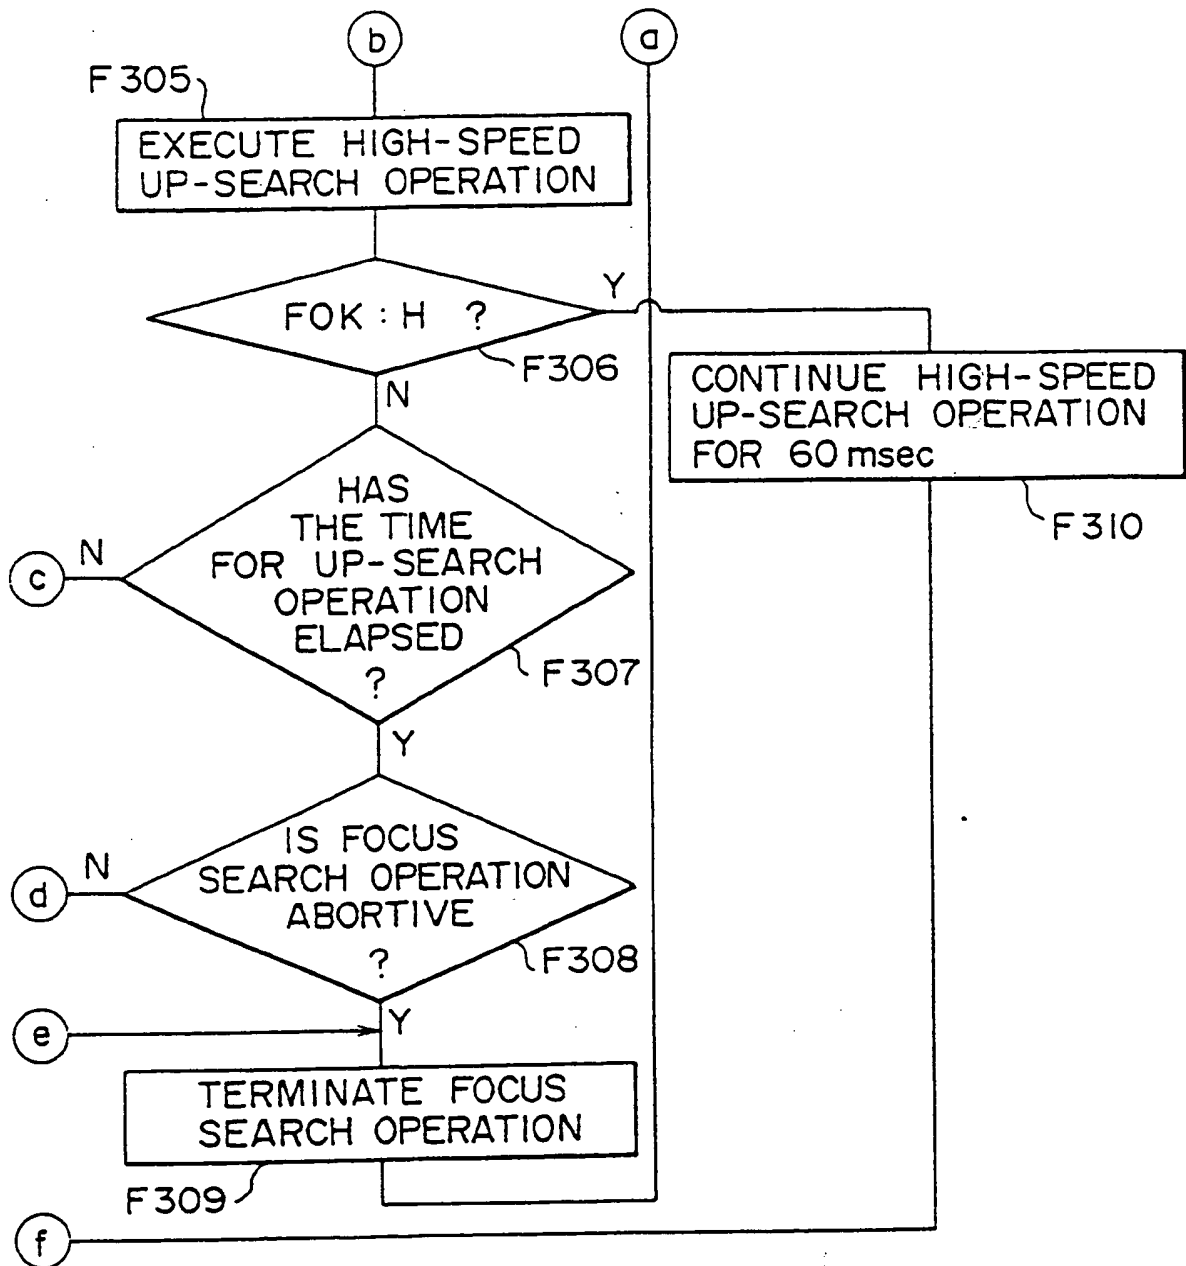 b
a
F305
EXECUTE HIGH-SPEED
UP-SEARCH OPERATION
FOK : H ?
Y
F306
N
CONTINUE HIGH-SPEED
UP-SEARCH OPERATION
FOR 60 msec
F310
HAS
THE TIME
FOR UP-SEARCH
OPERATION
ELAPSED
?
N
c
F307
Y
IS FOCUS
SEARCH OPERATION
ABORTIVE
?
N
d
F308
Y
e
TERMINATE FOCUS
SEARCH OPERATION
F309
f